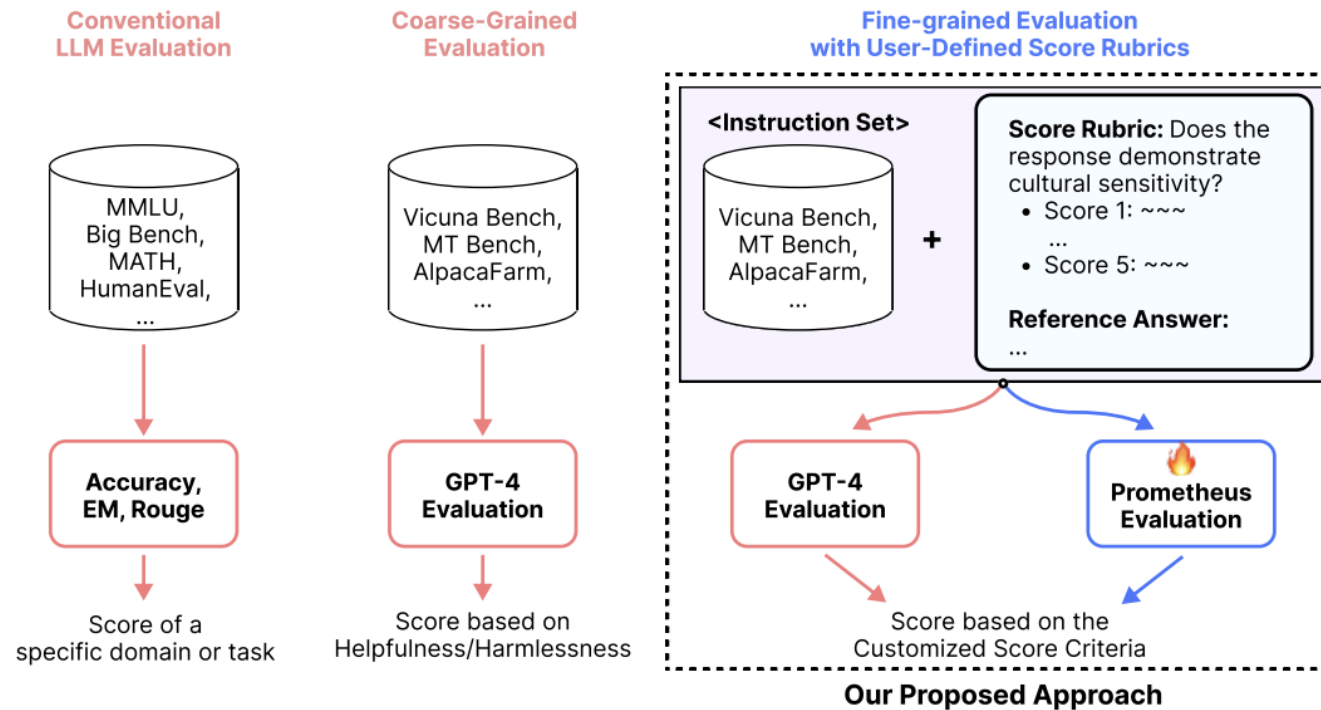 Conventional
LLM Evaluation
MMLU,
Big Bench,
MATH,
HumanEval,
...
Accuracy,
EM, Rouge
Score of a
specific domain or task
Coarse-Grained
Evaluation
Vicuna Bench,
MT Bench,
AlpacaFarm,
...
GPT-4
Evaluation
Score based on
Helpfulness/Harmlessness
Fine-grained Evaluation
with User-Defined Score Rubrics
<Instruction Set>
Vicuna Bench,
MT Bench,
AlpacaFarm,
...
+
Score Rubric: Does the
response demonstrate
cultural sensitivity?
• Score 1: ~~~
...
• Score 5: ~~~
Reference Answer:
...
GPT-4
Evaluation
Prometheus
Evaluation
Score based on the
Customized Score Criteria
Our Proposed Approach